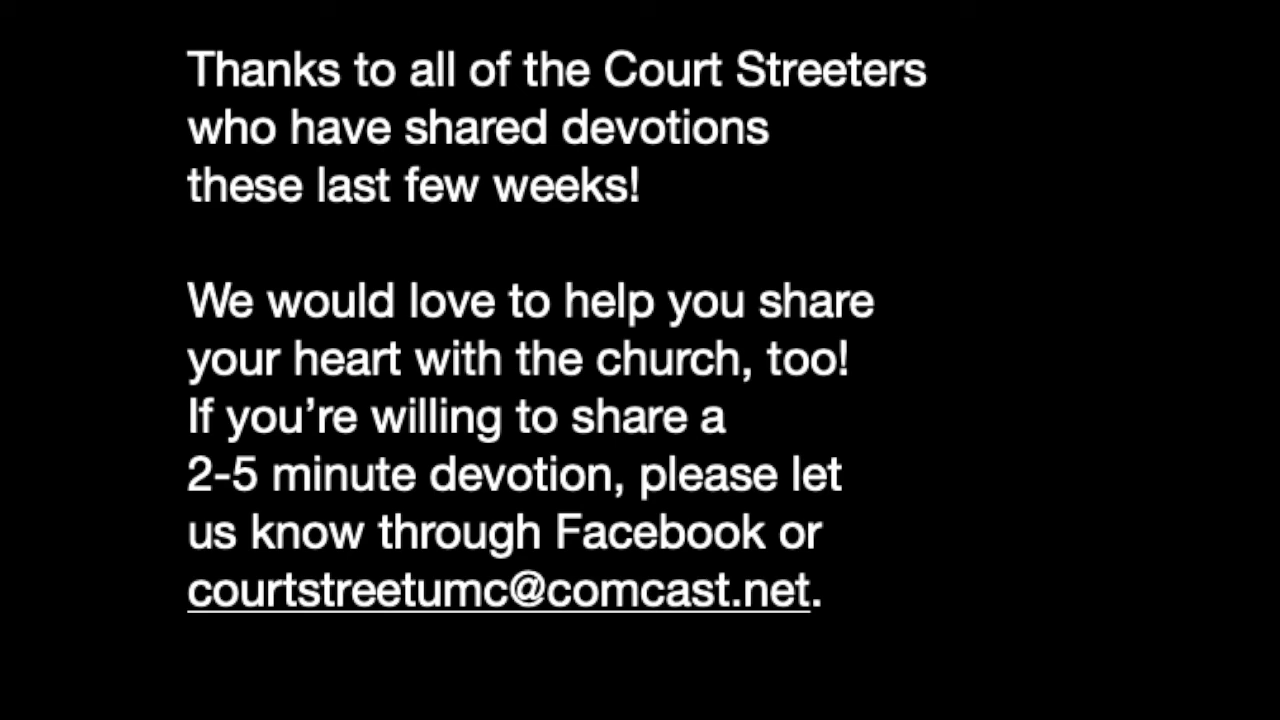 Thanks to all of the Court Streeters
who have shared devotions
these last few weeks!
We would love to help you share
your heart with the church, too!
If you’re willing to share a
2-5 minute devotion, please let
us know through Facebook or
courtstreetumc@comcast.net.